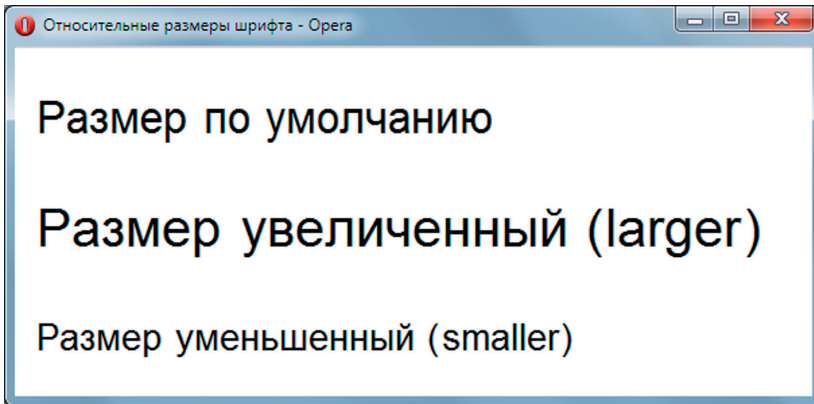 Относительные размеры шрифта - Opera
Размер по умолчанию
Размер увеличенный (larger)
Размер уменьшенный (smaller)